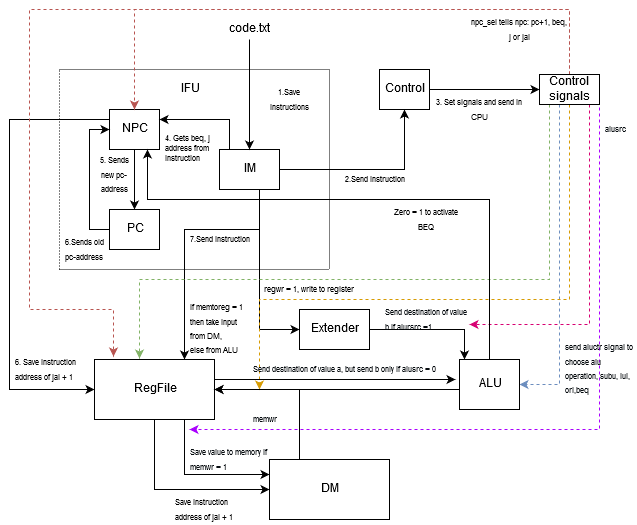 npc_sel tells npc: pc+1, beq,
j or jal
code.txt
IFU
1.Save
instructions
Control
Control
signals
3. Set signals and send in
CPU
alusrc
NPC
4. Gets beq, j
address from
instruction
IM
2.Send instruction
5. Sends
new pc-
address
PC
6.Sends old
pc-address
7.Send instruction
Zero = 1 to activate
BEQ
regwr = 1, write to register
If memtoreg = 1
then take input
from DM,
else from ALU
Extender
Send destination of value
b if alursrc =1
send aluctr signal to
choose alu
operation, subu, lui,
ori,beq
6. Save instruction
address of jal + 1
RegFile
Send destination of value a, but send b only if alusrc = 0
ALU
memwr
Save value to memory if
memwr = 1
DM
Save instruction
address of jal + 1